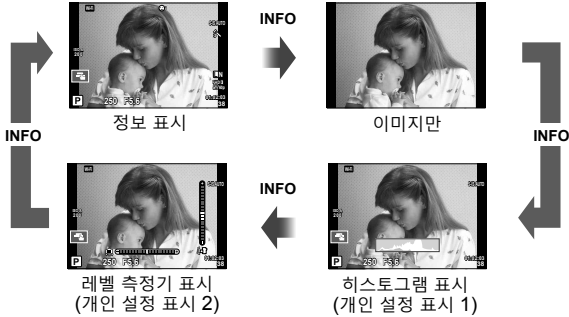 INFO
정보 표시
이미지만
INFO
INFO
INFO
레벨 측정기 표시
(개인 설정 표시 2)
히스토그램 표시
(개인 설정 표시 1)
P
250 F5.6
38
P
250 F5.6
38
250 F5.6
38